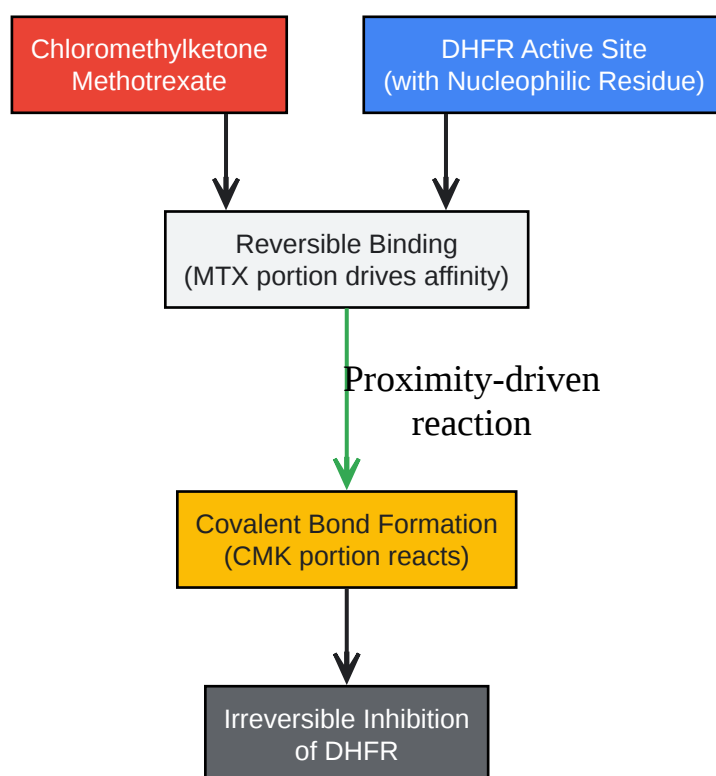 Chloromethylketone
Methotrexate
DHFR Active Site
(with Nucleophilic Residue)
Reversible Binding
(MTX portion drives affinity)
Proximity-driven
reaction
Covalent Bond Formation
(CMK portion reacts)
Irreversible Inhibition
of DHFR